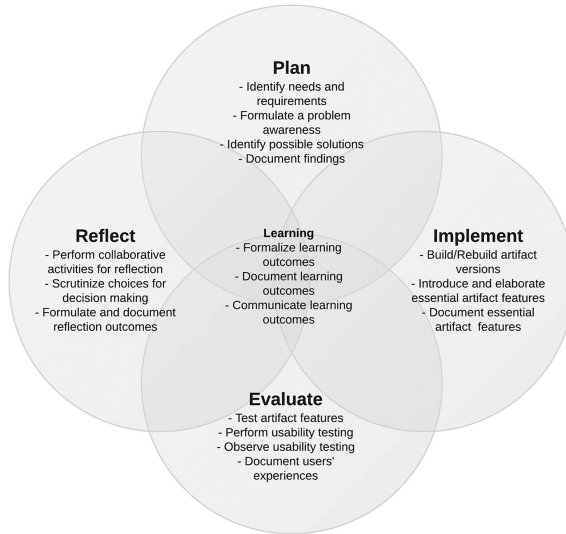 Plan
- Identify needs and
requirements
- Formulate a problem
awareness
- Identify possible solutions
- Document findings
Reflect
- Perform collaborative
activities for reflection
- Scrutinize choices for
decision making
- Formulate and document
reflection outcomes
Learning
- Formalize learning
outcomes
- Document learning
outcomes
- Communicate learning
outcomes
Implement
- Build/Rebuild artifact
versions
- Introduce and elaborate
essential artifact features
- Document essential
artifact features
Evaluate
- Test artifact features
- Perform usability testing
- Observe usability testing
- Document users'
experiences